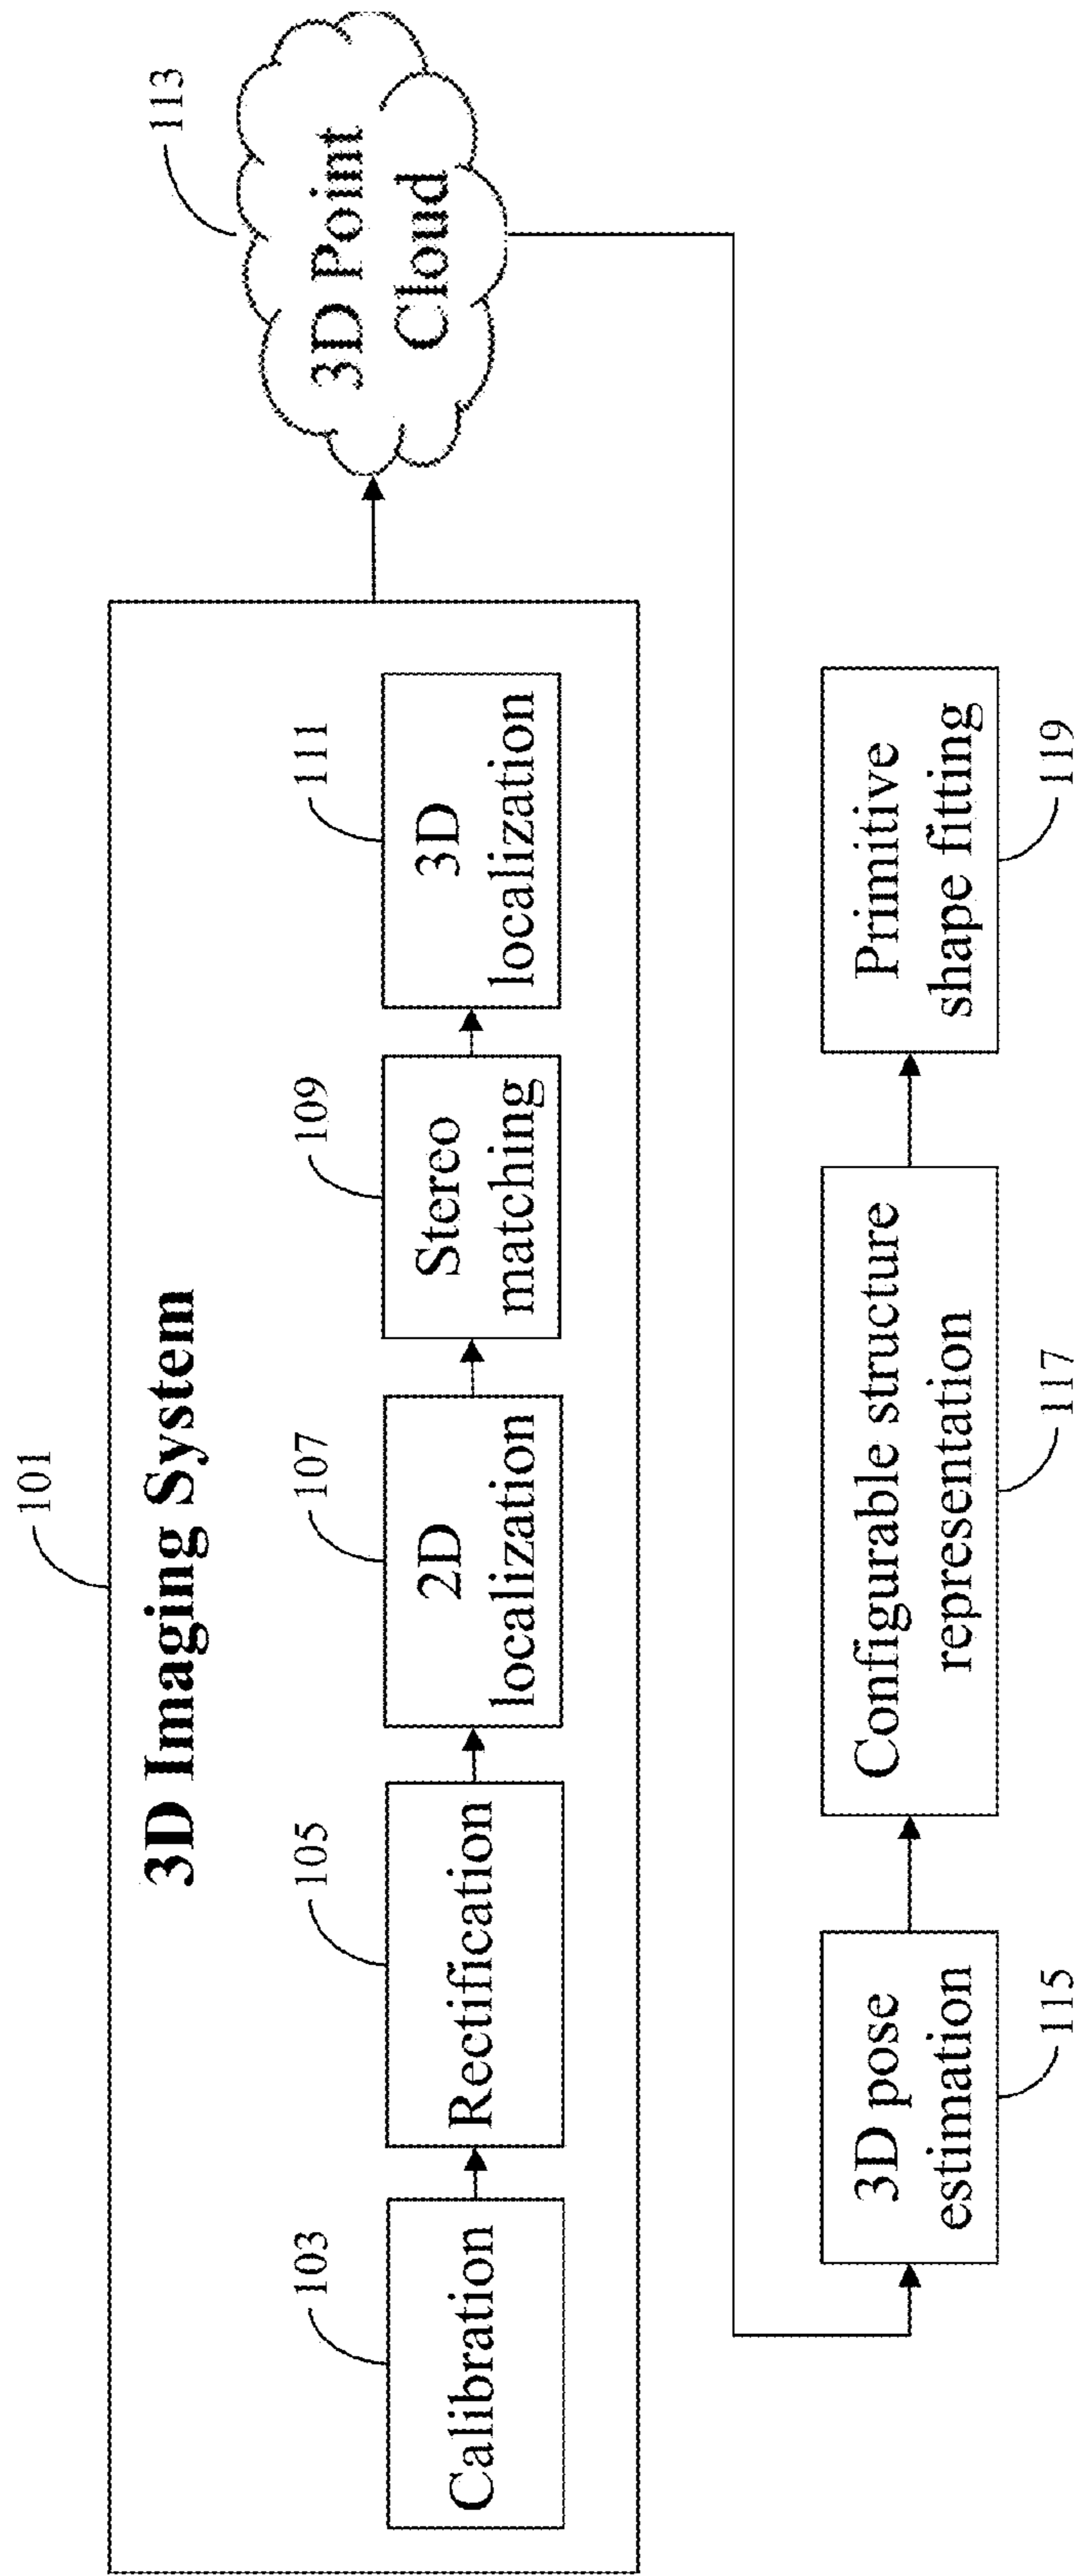 101
3D Imaging System
103
Calibration
105
Rectification
107
2D
localization
109
Stereo
matching
111
3D
localization
113
3D Point
Cloud
3D pose
estimation
115
Configurable structure
representation
117
Primitive
shape fitting
119